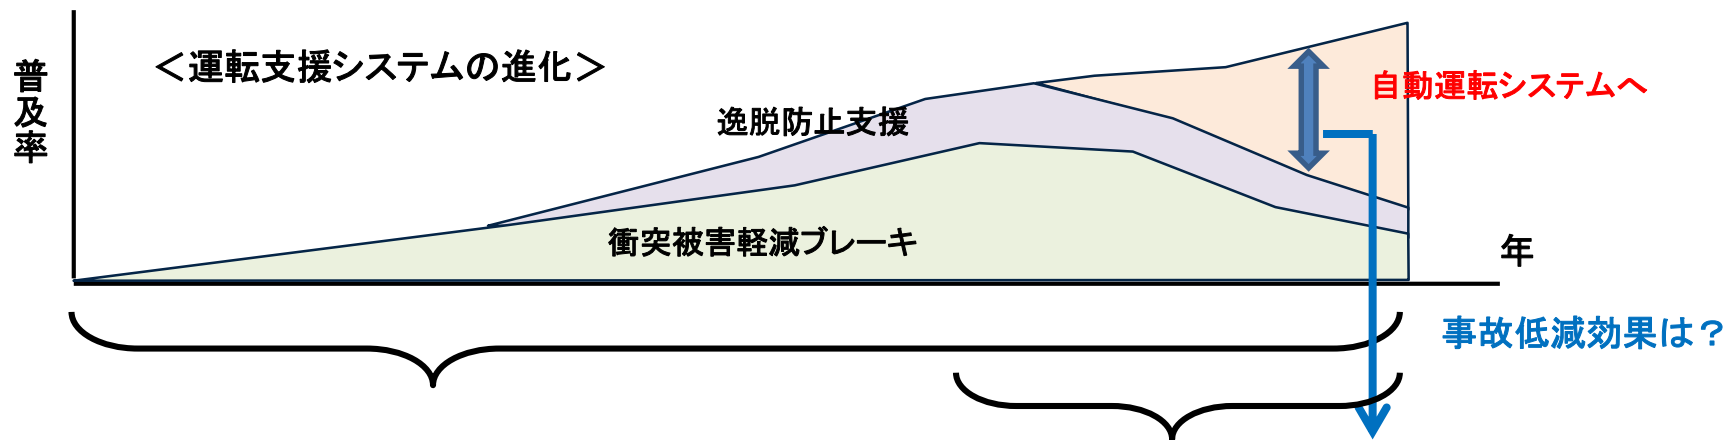 普及率
＜運転支援システムの進化＞
逸脱防止支援
自動運転システムへ
衝突被害軽減ブレーキ
年
事故低減効果は？